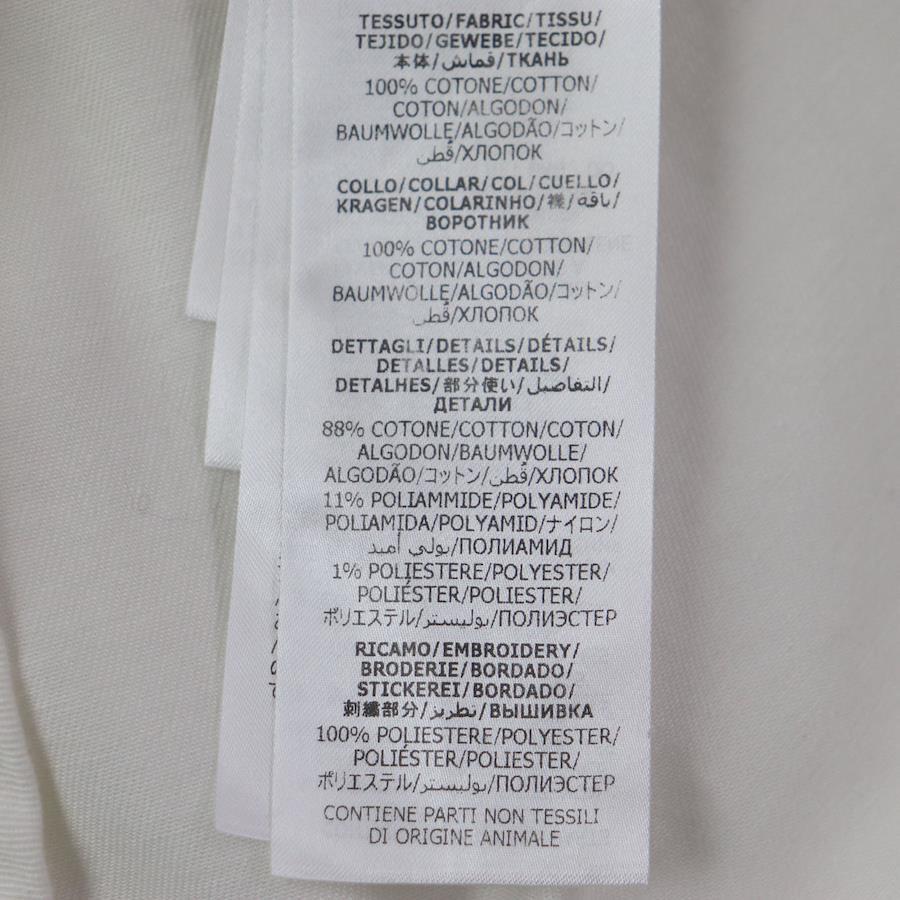 TESSUTO/FABRIC/TISSU/
TEJIDO/GEWEBE/TECIDO/
本体/قماش/ТКАНЬ
100% COTONE/COTTON/
COTON/ALGODON/
BAUMWOLLE/ALGODÃO/コットン/
قُطن/ХЛОПОК
COLLO/COLLAR/COL/CUELLO/
KRAGEN/COLARINHO/襟/ياقة/
ВОРОТНИК
100% COTONE/COTTON/
COTON/ALGODON/
BAUMWOLLE/ALGODÃO/コットン/
قُطن/ХЛОПОК
DETTAGLI/DETAILS/DÉTAILS/
DETALLES/DETAILS/
DETALHES/部分使い/التفاصيل/
ДЕТАЛИ
88% COTONE/COTTON/COTON/
ALGODON/BAUMWOLLE/
ALGODÃO/コットン/قُطن/ХЛОПОК
11% POLIAMMIDE/POLYAMIDE/
POLIAMIDA/POLYAMID/ナイロン/
بولي أميد/ПОЛИАМИД
1% POLIESTERE/POLYESTER/
POLIÉSTER/POLIESTER/
ポリエステル/بوليستر/ПОЛИЭСТЕР
RICAMO/EMBROIDERY/
BRODERIE/BORDADO/
STICKEREI/BORDADO/
刺繍部分/تطريز/ВЫШИВКА
100% POLIESTERE/POLYESTER/
POLIÉSTER/POLIESTER/
ポリエステル/بوليستر/ПОЛИЭСТЕР
CONTIENE PARTI NON TESSILI
DI ORIGINE ANIMALE